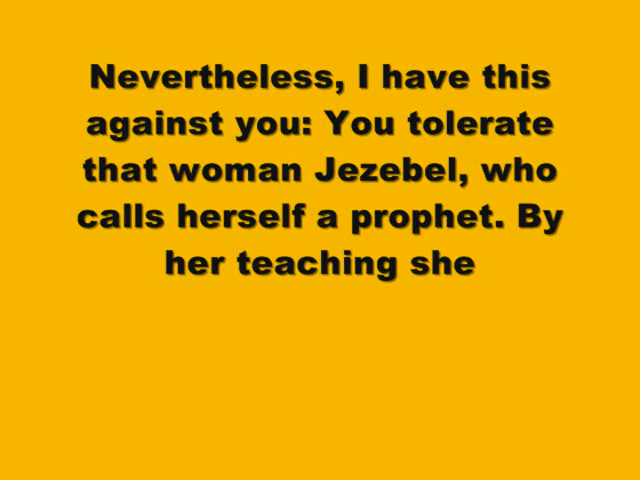 Nevertheless, I have this
against you: You tolerate
that woman Jezebel, who
calls herself a prophet. By
her teaching she